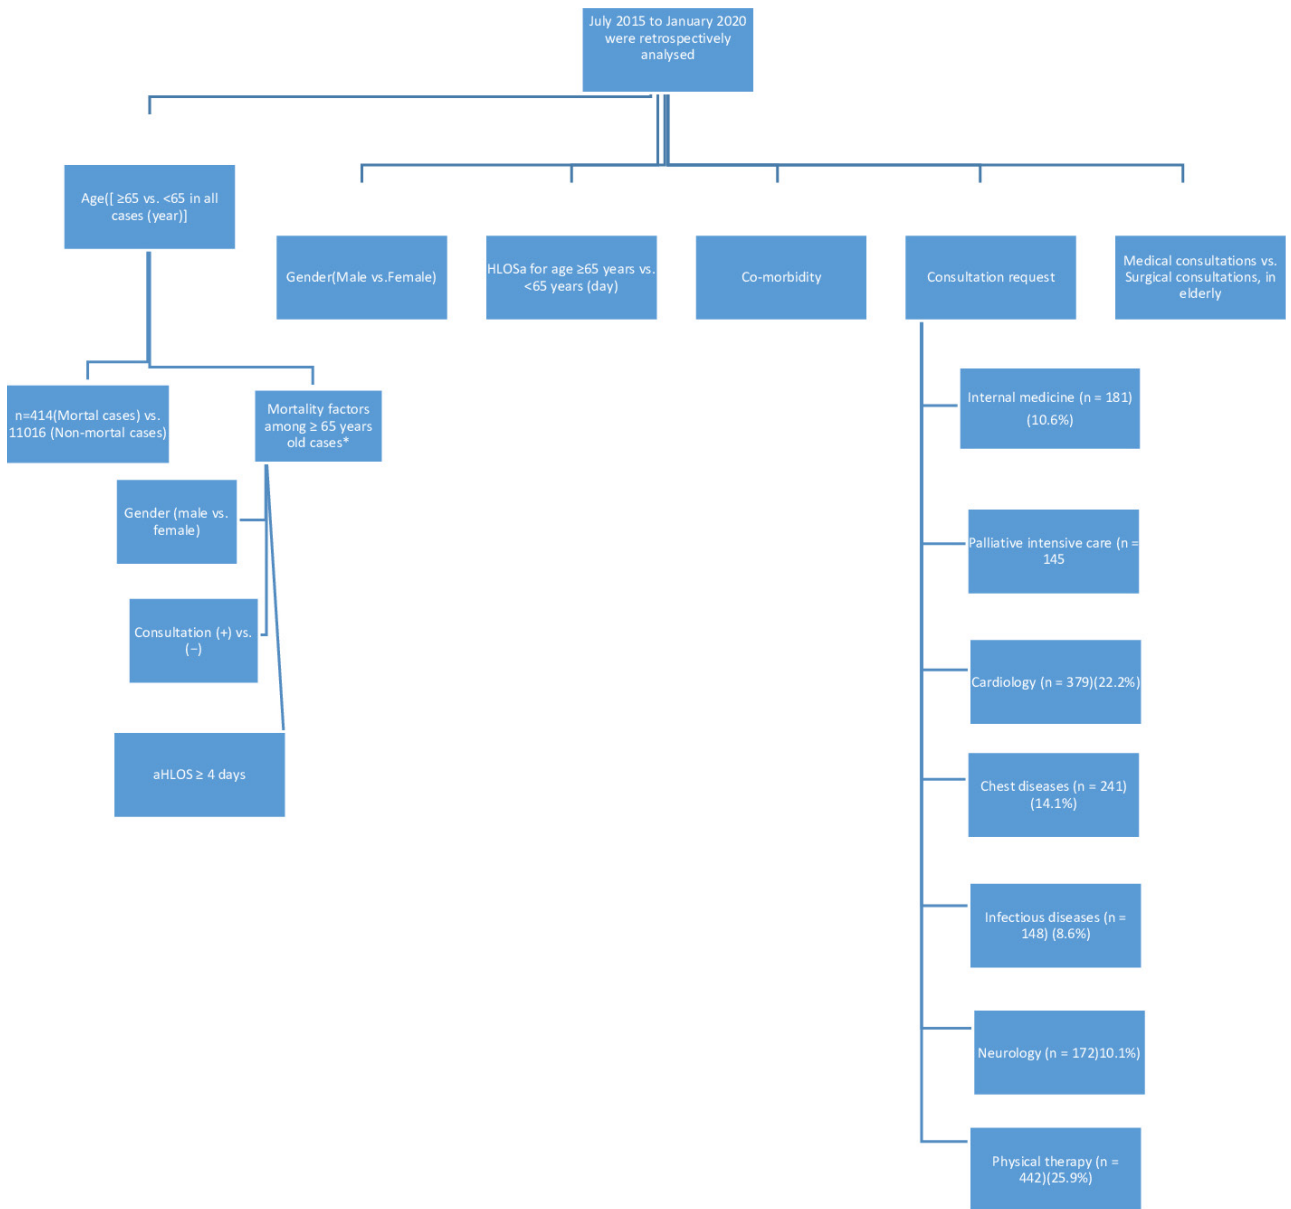 July 2015 to January 2020
were retrospectively
analysed
Age([ ≥65 vs. <65 in all
cases (year)]
Gender(Male vs.Female)
HLOSa for age ≥65 years vs.
<65 years (day)
Co-morbidity
Consultation request
Medical consultations vs.
Surgical consultations, in
elderly
n=414(Mortal cases) vs.
11016 (Non-mortal cases)
Mortality factors
among ≥ 65 years
old cases*
Gender (male vs.
female)
Consultation (+) vs.
(−)
aHLOS ≥ 4 days
Internal medicine (n = 181)
(10.6%)
Palliative intensive care (n =
145
Cardiology (n = 379)(22.2%)
Chest diseases (n = 241)
(14.1%)
Infectious diseases (n =
148) (8.6%)
Neurology (n = 172)10.1%)
Physical therapy (n =
442)(25.9%)